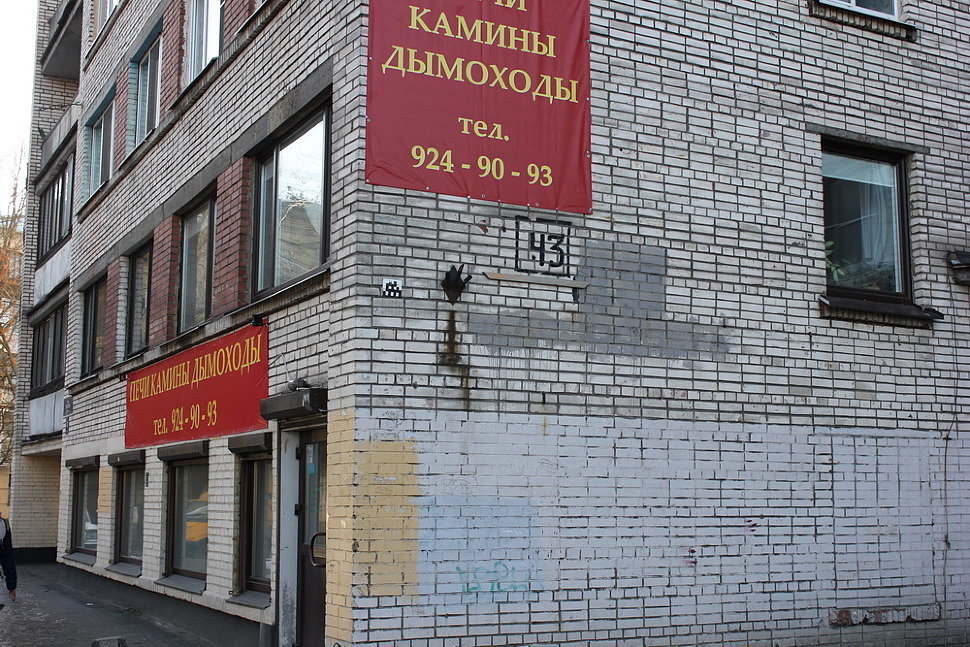 КАМИНЫ
ДЫМОХОДЫ
тел.
924 - 90 - 93
43
ПЕЧИ КАМИНЫ ДЫМОХОДЫ
тел. 924 - 90 - 93